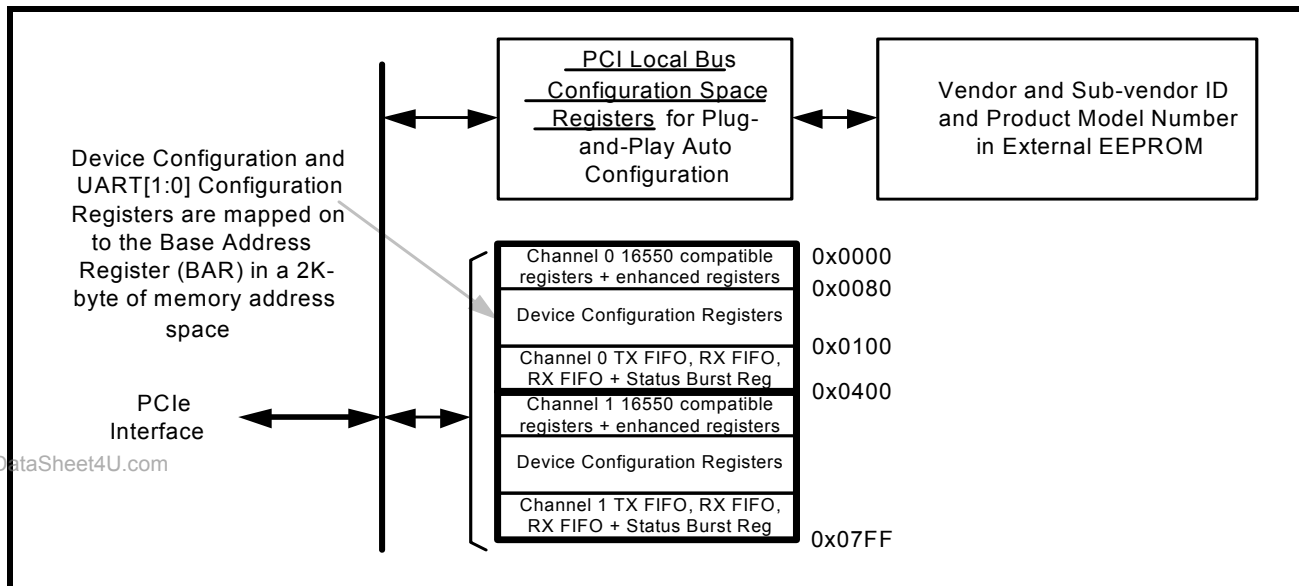 PCI Local Bus
Configuration Space
Registers for Plug-
and-Play Auto
Configuration
Vendor and Sub-vendor ID
and Product Model Number
in External EEPROM
Device Configuration and
UART[1:0] Configuration
Registers are mapped on
to the Base Address
Register (BAR) in a 2K-
byte of memory address
space
Channel 0 16550 compatible
registers + enhanced registers
0x0000
0x0080
Device Configuration Registers
0x0100
Channel 0 TX FIFO, RX FIFO,
RX FIFO + Status Burst Reg
0x0400
Channel 1 16550 compatible
registers + enhanced registers
Device Configuration Registers
Channel 1 TX FIFO, RX FIFO,
RX FIFO + Status Burst Reg
0x07FF
PCIe
Interface
DataSheet4U.com